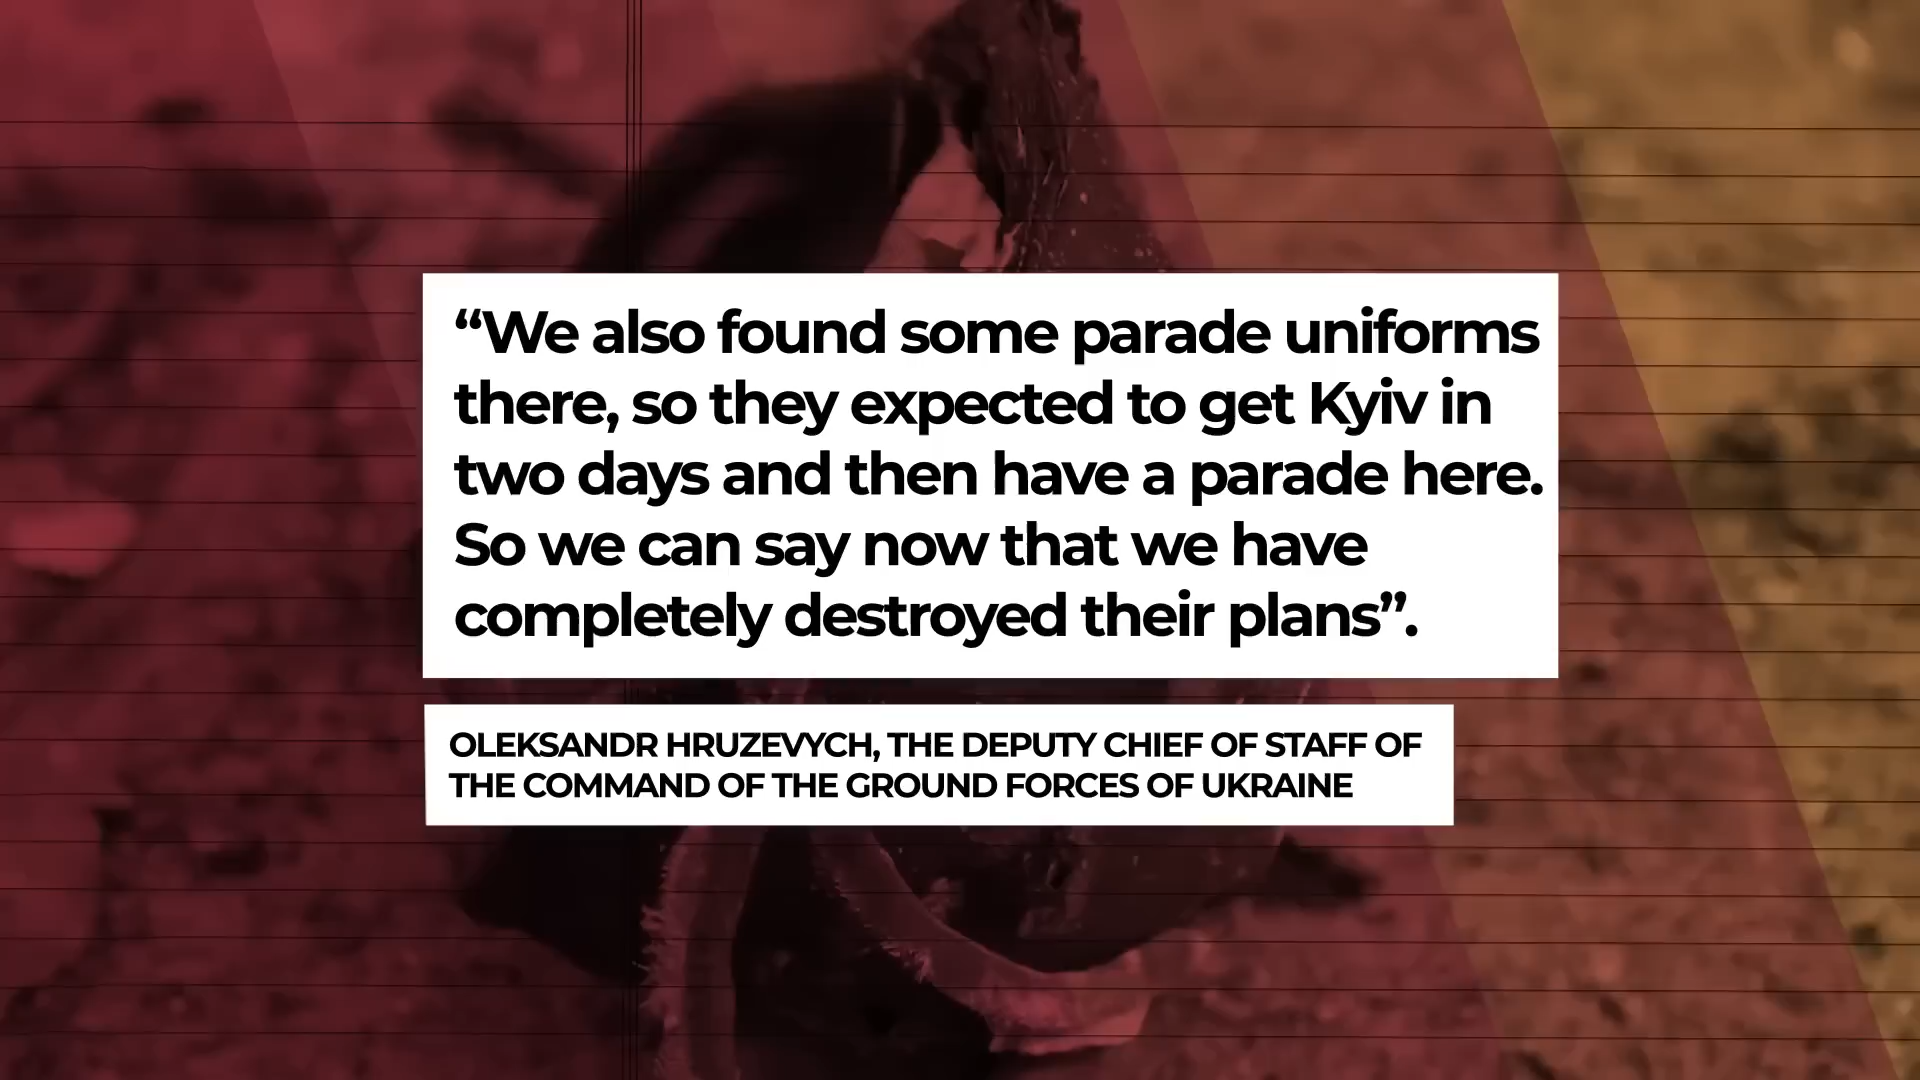 “We also found some parade uniforms
there, so they expected to get Kyiv in
two days and then have a parade here.
So we can say now that we have
completely destroyed their plans”.
OLEKSANDR HRUZEVYCH, THE DEPUTY CHIEF OF STAFF OF
THE COMMAND OF THE GROUND FORCES OF UKRAINE